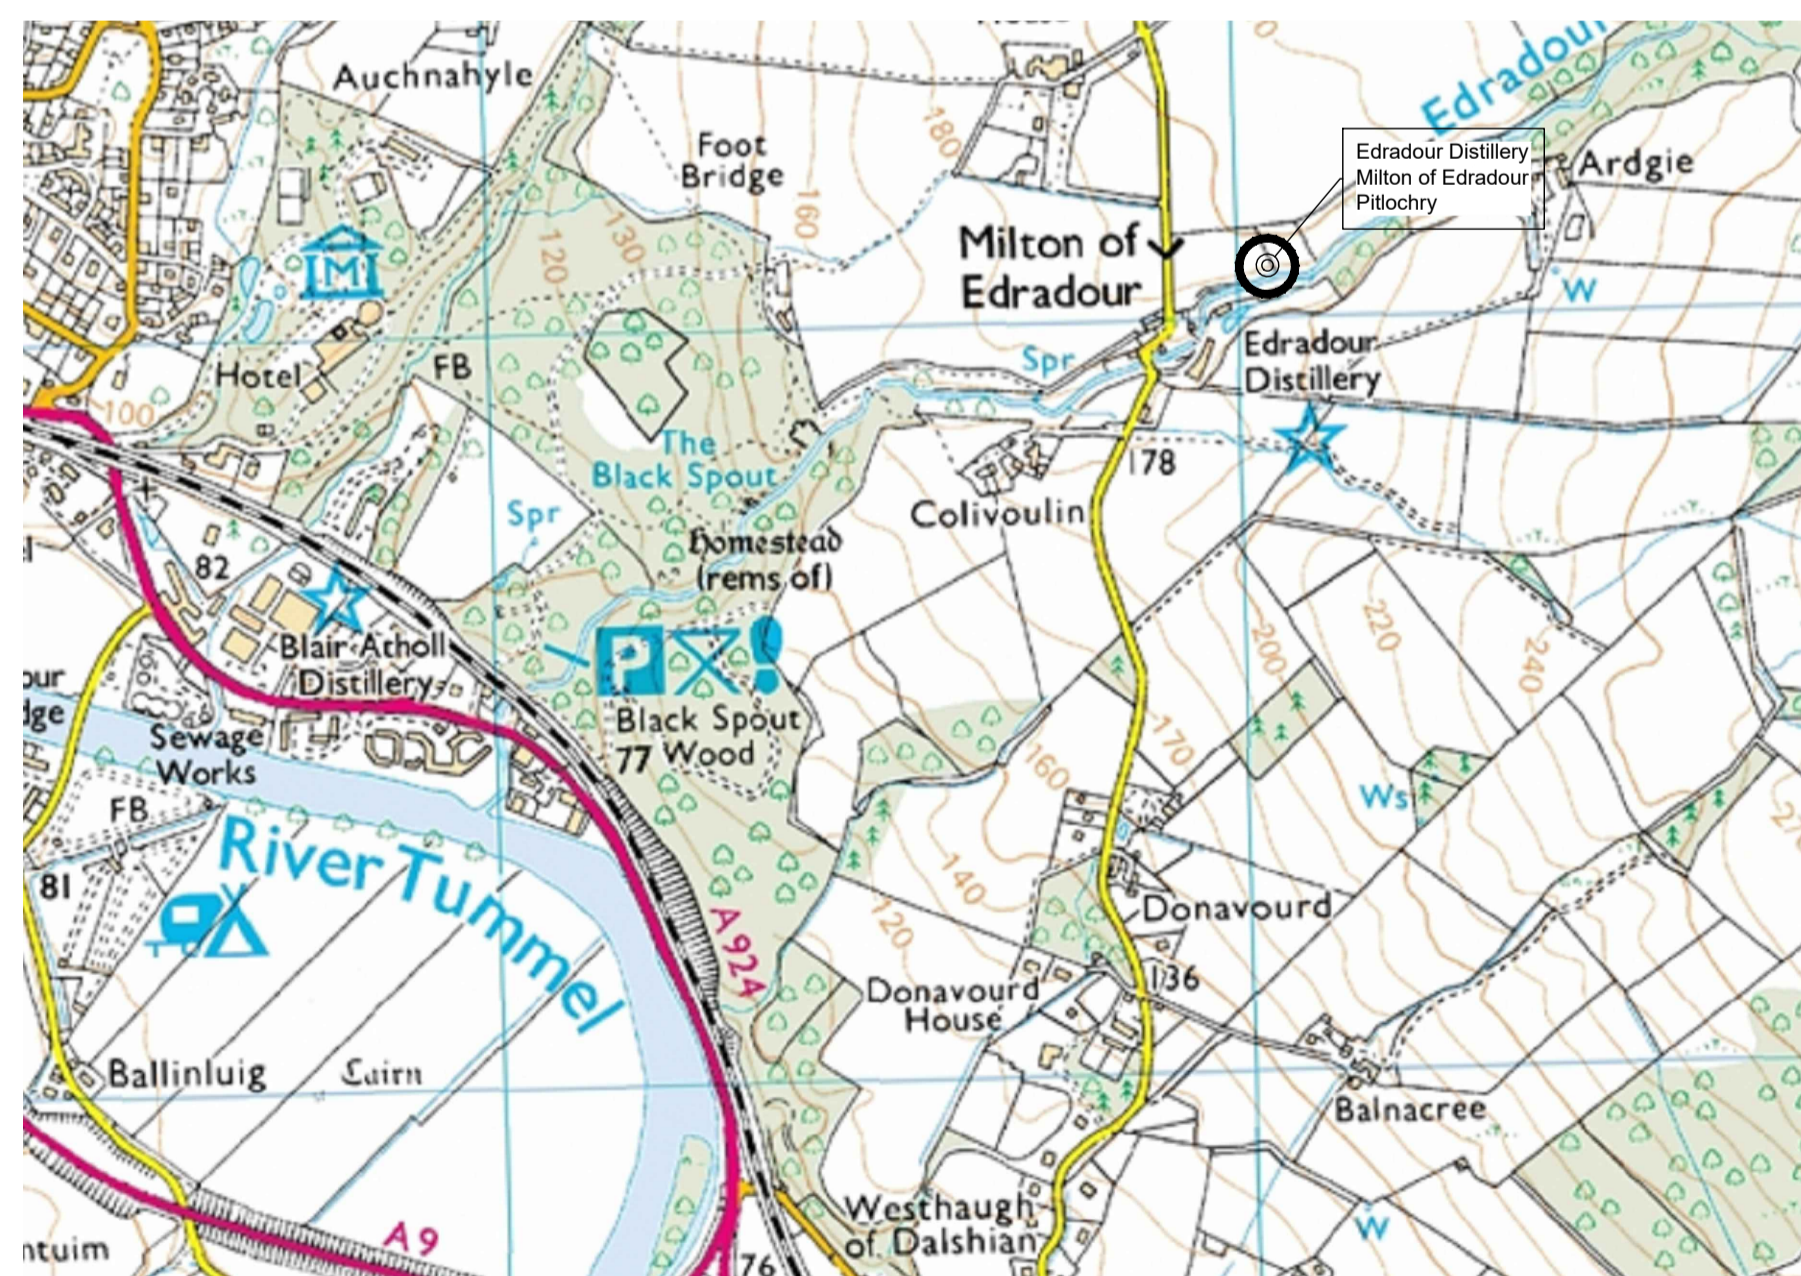 Auchnahyle
Foot
Bridge
180
160
Edradour
Edradour Distillery
Milton of Edradour
Pitlochry
Ardgie
120
130
M
Milton of
Edradour
W
Hotel
FB
Spr
Edradour
Distillery
100
The
Black Spout
178
Spr
Colivoulin
Homestead
(rems of)
82
Blair Atholl
Distillery
P
200
220
240
Black Spout
77 Wood
Sewage
Works
170
160
Ws
FB
River Tummel
81
140
120
A 924
Donavourd
136
Donavourd
House
Ballinluig
Cairn
Balnacree
Westhaugh
of Dalshian
W
A 9
ntuim
76